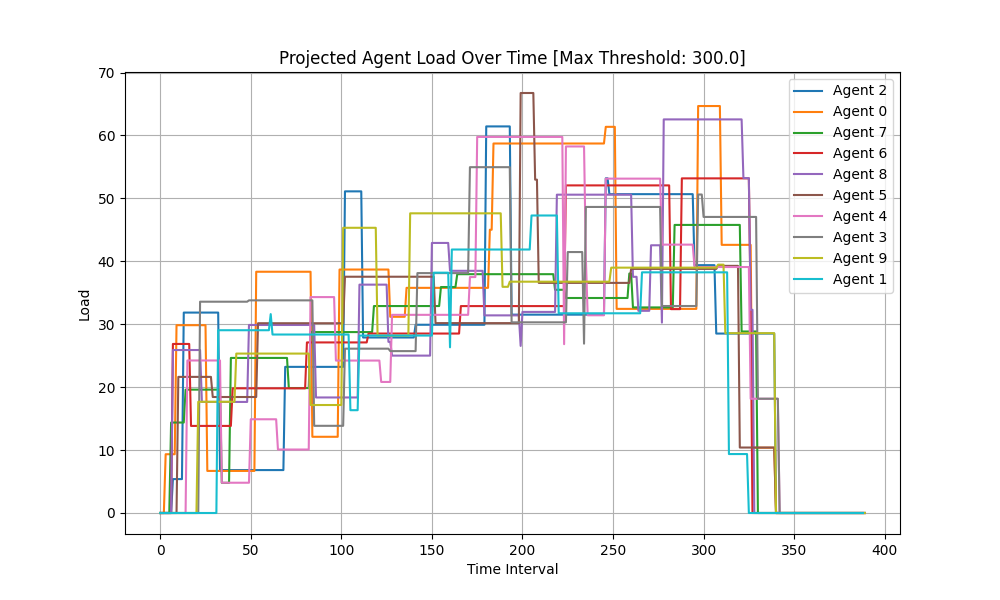 Projected Agent Load Over Time [Max Threshold: 300.0]
70
60
50
40
30
20
10
0
Load
0 50 100 150 200 250 300 350 400
Time Interval
Agent 2
Agent 0
Agent 7
Agent 6
Agent 8
Agent 5
Agent 4
Agent 3
Agent 9
Agent 1